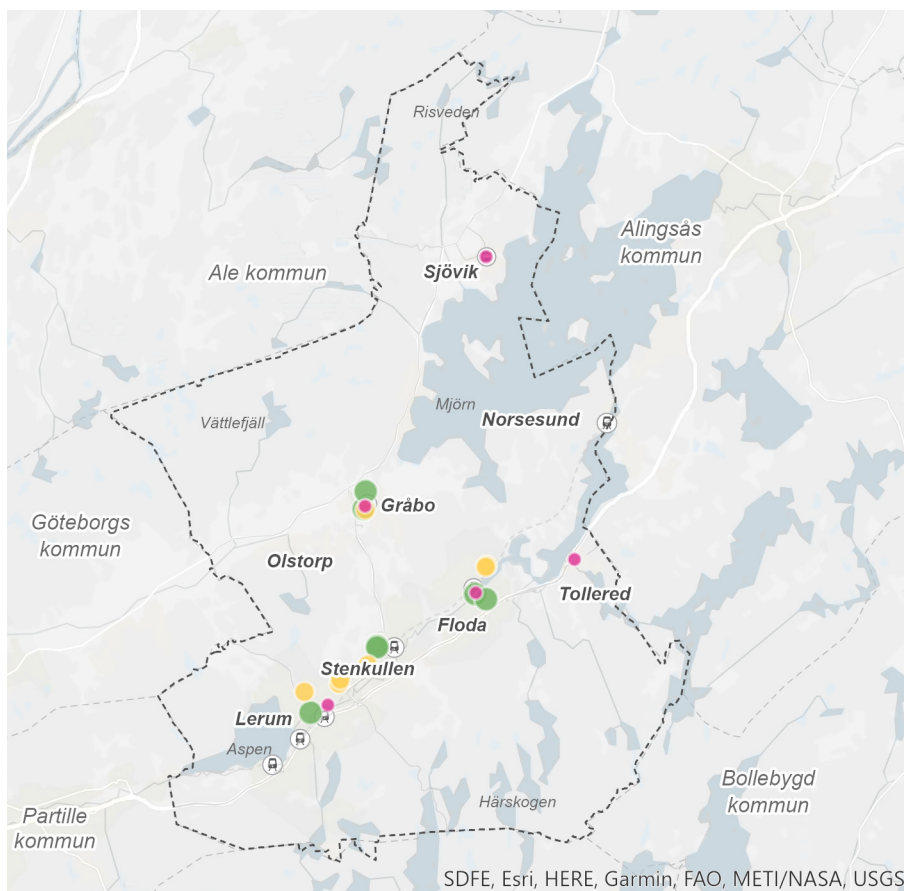 Risveden
Alingsås
kommun
Ale kommun
Sjövik
Mjörn
Vättlefjäll
Norsesund
Gråbo
Göteborgs
kommun
Olstorp
Tollered
Floda
Stenkullen
Lerum
Aspen
Bollebygd
kommun
Härskogen
Partille
kommun
SDFE, Esri, HERE, Garmin, FAO, METI/NASA, USGS